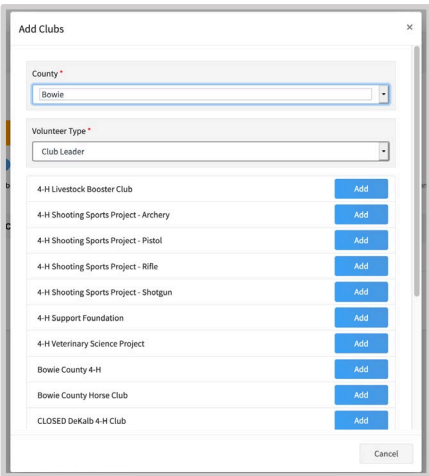 Add Clubs
×
County *
Bowie
Volunteer Type *
Club Leader
4-H Livestock Booster Club Add
4-H Shooting Sports Project - Archery Add
4-H Shooting Sports Project - Pistol Add
4-H Shooting Sports Project - Rifle Add
4-H Shooting Sports Project - Shotgun Add
4-H Support Foundation Add
4-H Veterinary Science Project Add
Bowie County 4-H Add
Bowie County Horse Club Add
CLOSED DeKalb 4-H Club Add
Cancel